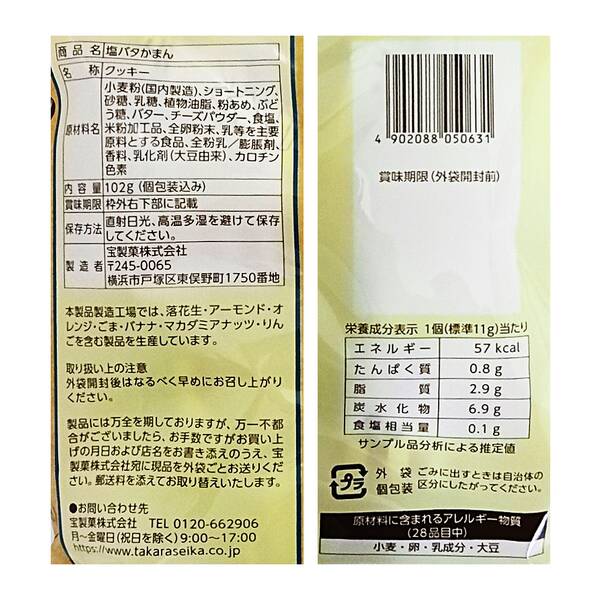 商品名 塩バタかまん
名称 クッキー
原材料名 小麦粉(国内製造)、ショートニング、
砂糖、乳糖、植物油脂、粉あめ、ぶど
う糖、バター、チーズパウダー、食塩、
米粉加工品、全卵粉末、乳等を主要
原料とする食品、全粉乳／膨脹剤、
香料、乳化剤(大豆由来)、カロチン
色素
内容量 102g (個包装込み)
賞味期限 枠外右下部に記載
保存方法 直射日光、高温多湿を避けて保存
してください。
製造者 宝製菓株式会社
〒245-0065
横浜市戸塚区東俣野町1750番地
本製品製造工場では、落花生・アーモンド・オ
レンジ・ごま・バナナ・マカダミアナッツ・りん
ごを含む製品を生産しています。
取り扱い上の注意
外袋開封後はなるべく早めにお召し上がり
ください。
製品には万全を期しておりますが、万一不都
合がございましたら、お手数ですがお買い上
げの月日および店名をお書き添えのうえ、宝
製菓株式会社宛に現品を外袋ごとお送りくだ
さい。郵送料を添えてお取り替えいたします。
●お問い合わせ先
宝製菓株式会社 TEL 0120-662906
月～金曜日(祝日を除く)9:00～17:00
https://www.takaraseika.co.jp
4 902088 050631
賞味期限(外袋開封前)
栄養成分表示 1個(標準11g)当たり
エネルギー 57 kcal
たんぱく質 0.8 g
脂質 2.9 g
炭水化物 6.9 g
食塩相当量 0.1 g
サンプル品分析による推定値
プラ 外袋 個包装 ごみに出すときは自治体の
区分にしたがってください。
原材料に含まれるアレルギー物質
(28品目中)
小麦・卵・乳成分・大豆